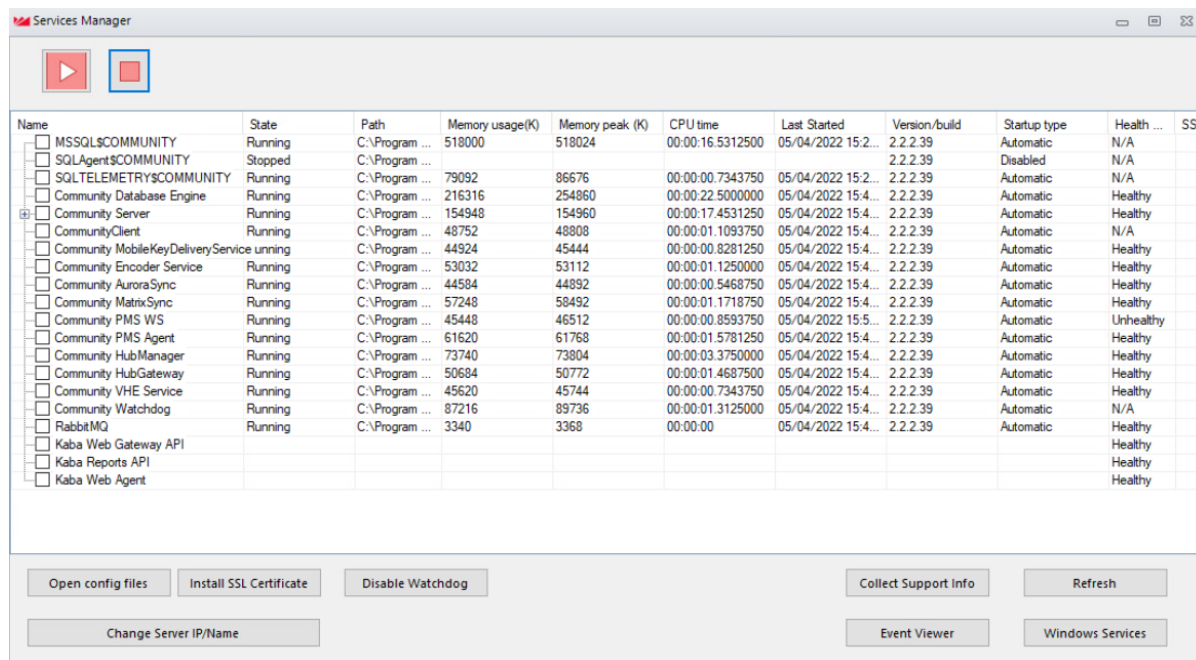 Services Manager
Name State Path Memory usage(K) Memory peak (K) CPU time Last Started Version/build Startup type Health ... SS
MSSQL$COMMUNITY Running C:\Program ... 518000 518024 00:00:16.5312500 05/04/2022 15:2... 2.2.2.39 Automatic N/A
SQLAgent$COMMUNITY Stopped C:\Program ... 2.2.2.39 Disabled N/A
SQLTELEMETRY$COMMUNITY Running C:\Program ... 79092 86676 00:00:00.7343750 05/04/2022 15:2... 2.2.2.39 Automatic N/A
Community Database Engine Running C:\Program ... 216316 254860 00:00:22.5000000 05/04/2022 15:4... 2.2.2.39 Automatic Healthy
Community Server Running C:\Program ... 154948 154960 00:00:17.4531250 05/04/2022 15:4... 2.2.2.39 Automatic Healthy
CommunityClient Running C:\Program ... 48752 48808 00:00:01.1093750 05/04/2022 15:4... 2.2.2.39 Automatic N/A
Community MobileKeyDeliveryService unning C:\Program ... 44924 45444 00:00:00.8281250 05/04/2022 15:4... 2.2.2.39 Automatic Healthy
Community Encoder Service Running C:\Program ... 53032 53112 00:00:01.1250000 05/04/2022 15:4... 2.2.2.39 Automatic Healthy
Community AuroraSync Running C:\Program ... 44584 44892 00:00:00.5468750 05/04/2022 15:4... 2.2.2.39 Automatic Healthy
Community MatrixSync Running C:\Program ... 57248 58492 00:00:01.1718750 05/04/2022 15:4... 2.2.2.39 Automatic Healthy
Community PMS WS Running C:\Program ... 45448 46512 00:00:00.8593750 05/04/2022 15:5... 2.2.2.39 Automatic Unhealthy
Community PMS Agent Running C:\Program ... 61620 61768 00:00:01.5781250 05/04/2022 15:4... 2.2.2.39 Automatic Healthy
Community HubManager Running C:\Program ... 73740 73804 00:00:03.3750000 05/04/2022 15:4... 2.2.2.39 Automatic Healthy
Community HubGateway Running C:\Program ... 50684 50772 00:00:01.4687500 05/04/2022 15:4... 2.2.2.39 Automatic Healthy
Community VHE Service Running C:\Program ... 45620 45744 00:00:00.7343750 05/04/2022 15:4... 2.2.2.39 Automatic Healthy
Community Watchdog Running C:\Program ... 87216 89736 00:00:01.3125000 05/04/2022 15:4... 2.2.2.39 Automatic N/A
RabbitMQ Running C:\Program ... 3340 3368 00:00:00 05/04/2022 15:4... 2.2.2.39 Automatic Healthy
Kaba Web Gateway API Healthy
Kaba Reports API Healthy
Kaba Web Agent Healthy
Open config files Install SSL Certificate Disable Watchdog Collect Support Info Refresh
Change Server IP/Name Event Viewer Windows Services